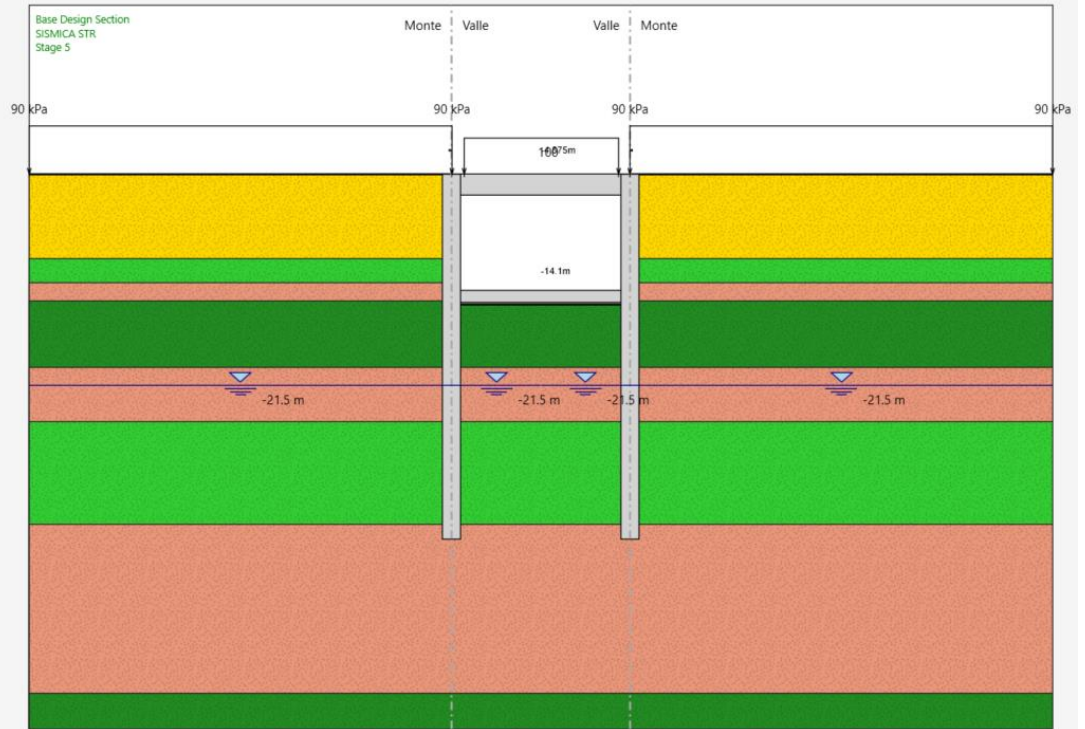 Base Design Section
SISMICA STR
Stage 5
Monte Valle Valle Monte
90 kPa 90 kPa 90 kPa 90 kPa
-14.1m
-21.5 m -21.5 m -21.5 m -21.5 m